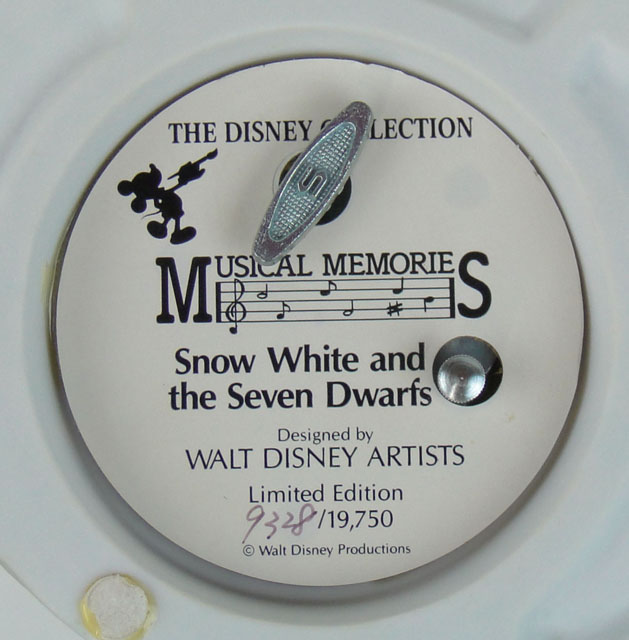 THE DISNEY COLLECTION
MUSICAL MEMORIES
Snow White and
the Seven Dwarfs
Designed by
WALT DISNEY ARTISTS
Limited Edition
9328/19,750
© Walt Disney Productions
S